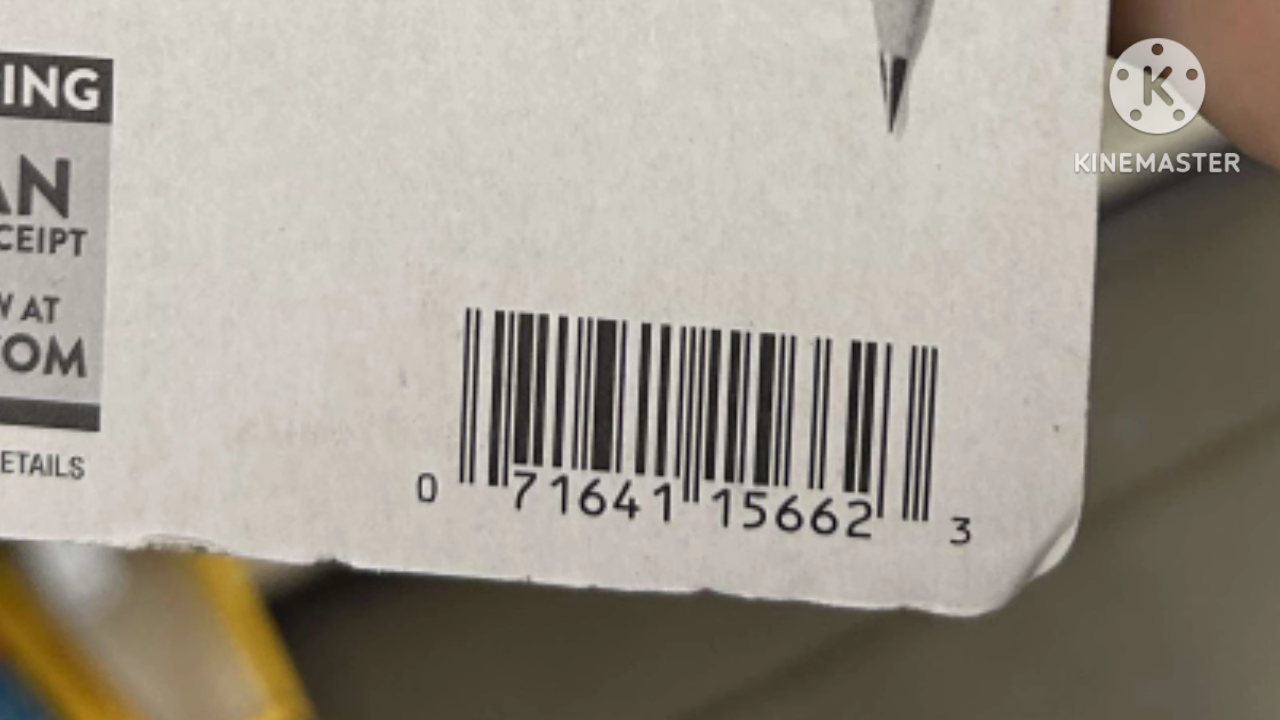 ING
AN
CEIPT
W AT
OM
ETAILS
0 71641 15662 3
K
KINEMASTER